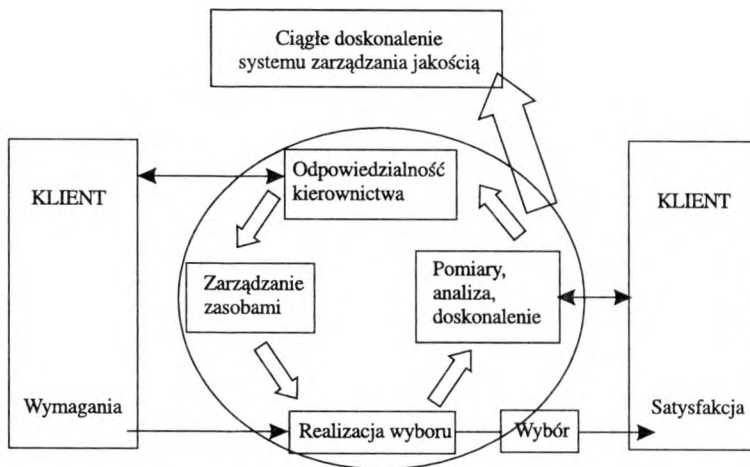 Ciągłe doskonalenie
systemu zarządzania jakością
KLIENT
Odpowiedzialność
kierownictwa
KLIENT
Zarządzanie
zasobami
Pomiary,
analiza,
doskonalenie
Wymagania
Realizacja wyboru
Wybór
Satysfakcja